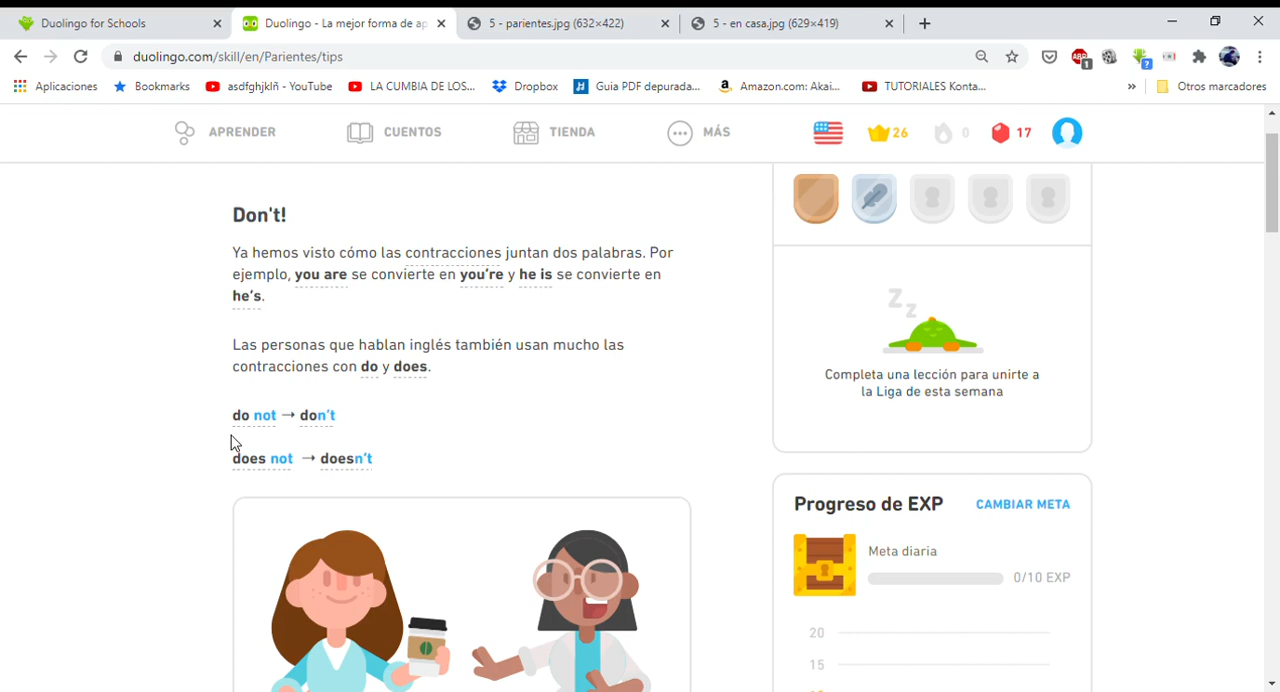 Duolingo for Schools
Duolingo - La mejor forma de ap
5 - parientes.jpg (632×422)
5 - en casa.jpg (629×419)
duolingo.com/skill/en/Parientes/tips
ABP
1
?
Aplicaciones
Bookmarks
asdfghjklñ - YouTube
LA CUMBIA DE LOS...
Dropbox
Guia PDF depurada...
Amazon.com: Akai...
TUTORIALES Konta...
»
Otros marcadores
APRENDER
CUENTOS
TIENDA
MÁS
26
0
17
Don't!
Ya hemos visto cómo las contracciones juntan dos palabras. Por
ejemplo, you are se convierte en you’re y he is se convierte en
he’s.
Las personas que hablan inglés también usan mucho las
contracciones con do y does.
do not → don’t
does not → doesn’t
Z
z
Completa una lección para unirte a
la Liga de esta semana
Progreso de EXP
CAMBIAR META
Meta diaria
0/10 EXP
20
15